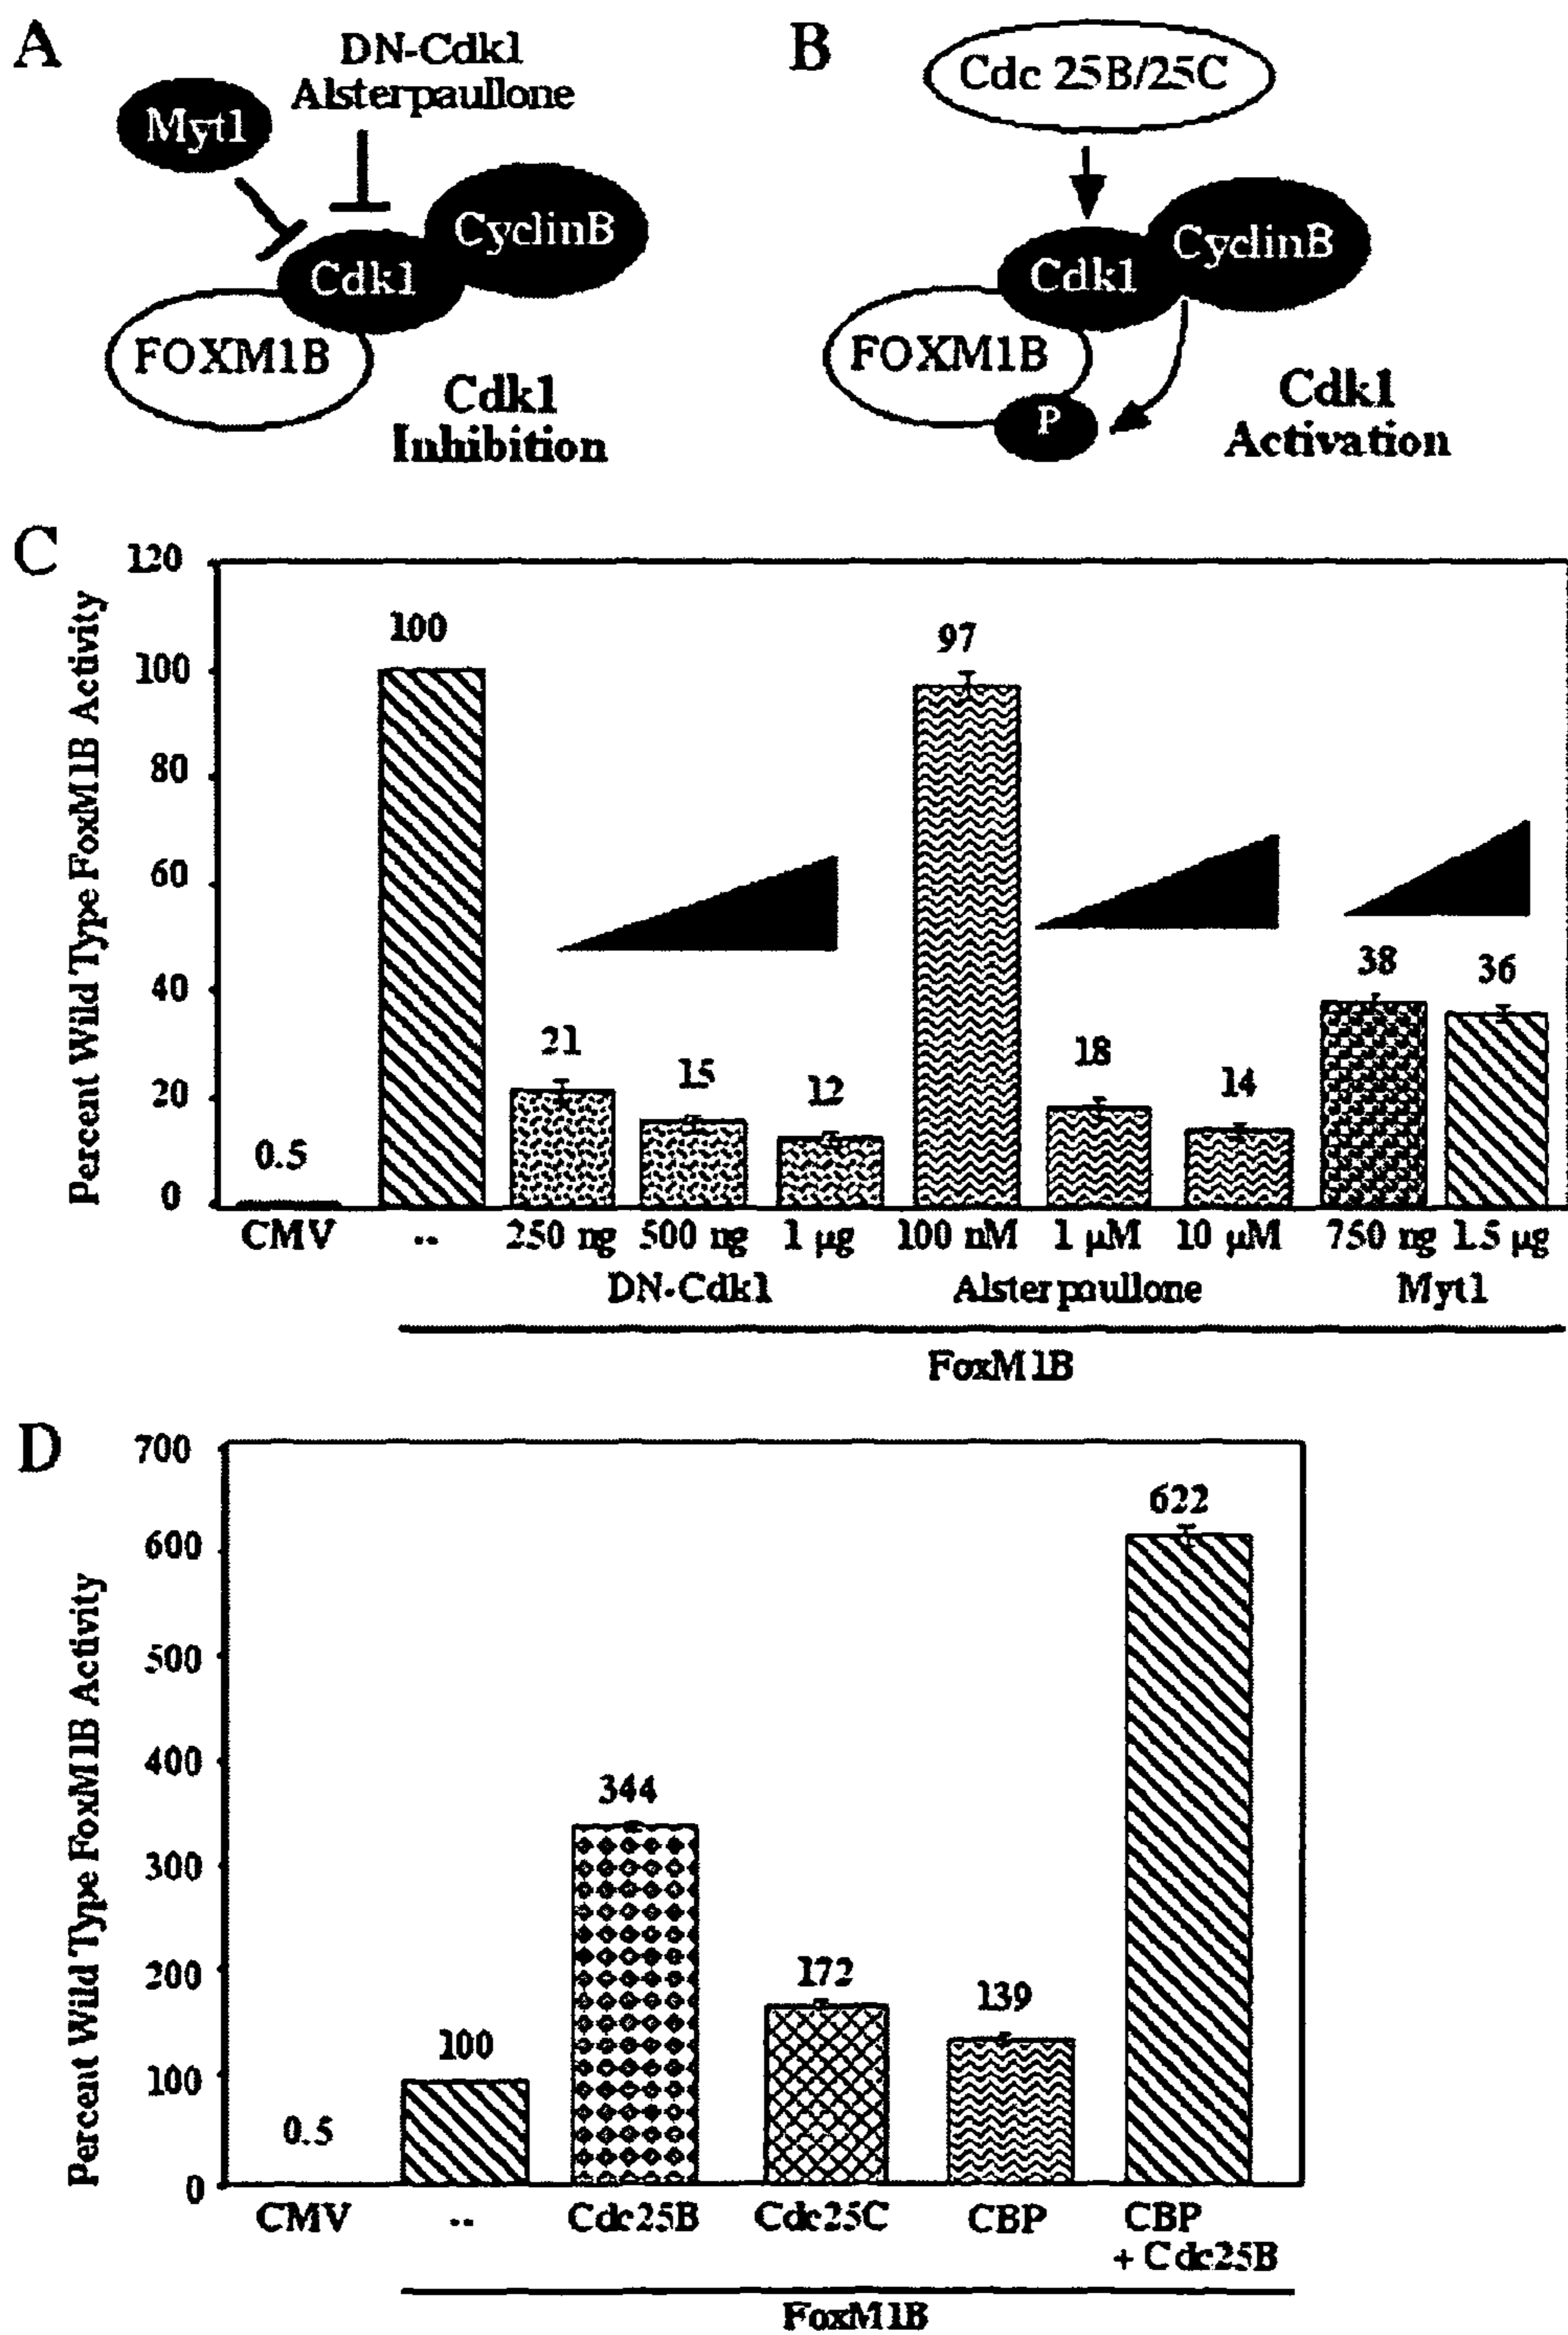 A
DN-Cdk1
Alsterpaullone
Myt1
CyclinB
Cdk1
FOXM1B
Cdk1
Inhibition
B
Cdc 25B/25C
CyclinB
Cdk1
FOXM1B
P
Cdk1
Activation
C
Percent Wild Type FoxM1B Activity
120
100
80
60
40
20
0
0.5
100
21
15
12
97
18
14
38
36
CMV -- 250 ng 500 ng 1 µg 100 nM 1 µM 10 µM 750 ng 1.5 µg
DN-Cdk1 Alsterpaullone Myt1
FoxM1B
D
Percent Wild Type FoxM1B Activity
700
600
500
400
300
200
100
0
0.5
100
344
172
139
622
CMV -- Cdc25B Cdc25C CBP CBP
+ Cdc25B
FoxM1B